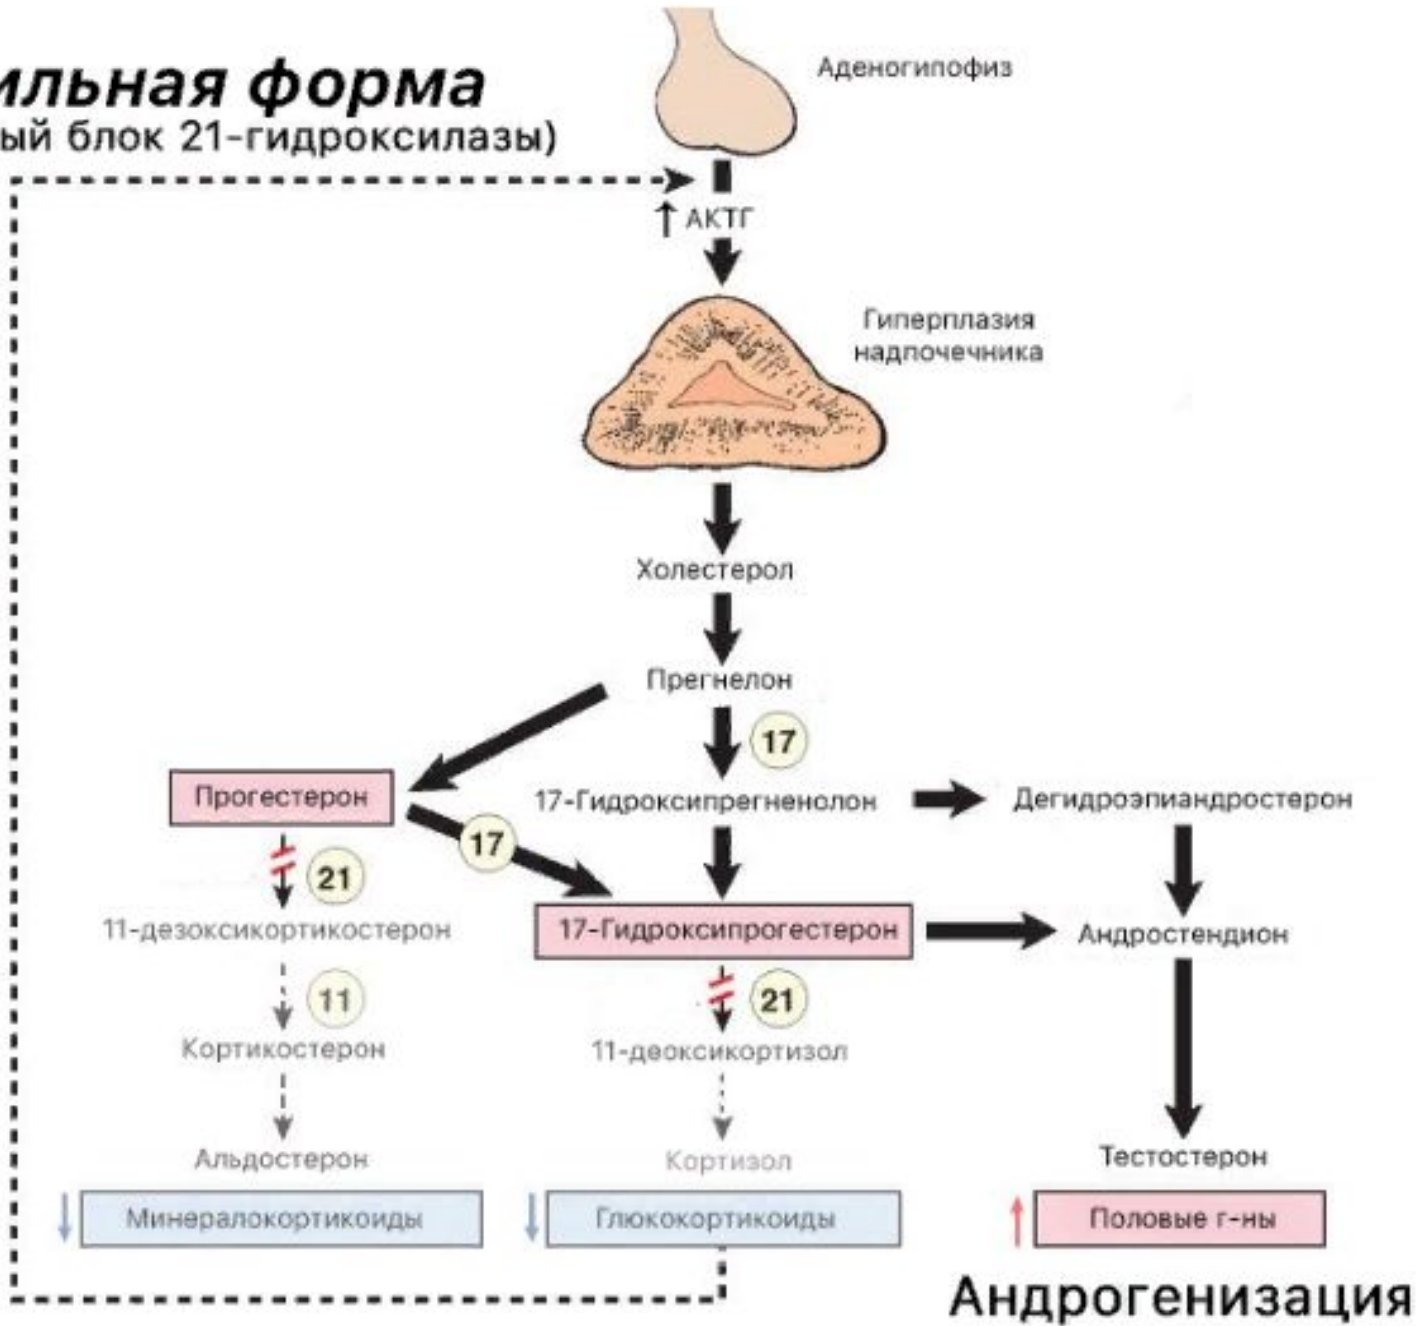 ильная форма
ый блок 21-гидроксилазы)
Аденогипофиз
↑ АКТГ
Гиперплазия
надпочечника
Холестерол
Прегнелон
17
Прогестерон
17-Гидроксипрегненолон
Дегидроэпиандростерон
17
21
11-дезоксикортикостерон
17-Гидроксипрогестерон
Андростендион
11
21
Кортикостерон
11-деоксикортизол
Альдостерон
Кортизол
Тестостерон
↓ Минералокортикоиды
↓ Глюкокортикоиды
↑ Половые г-ны
Андрогенизация